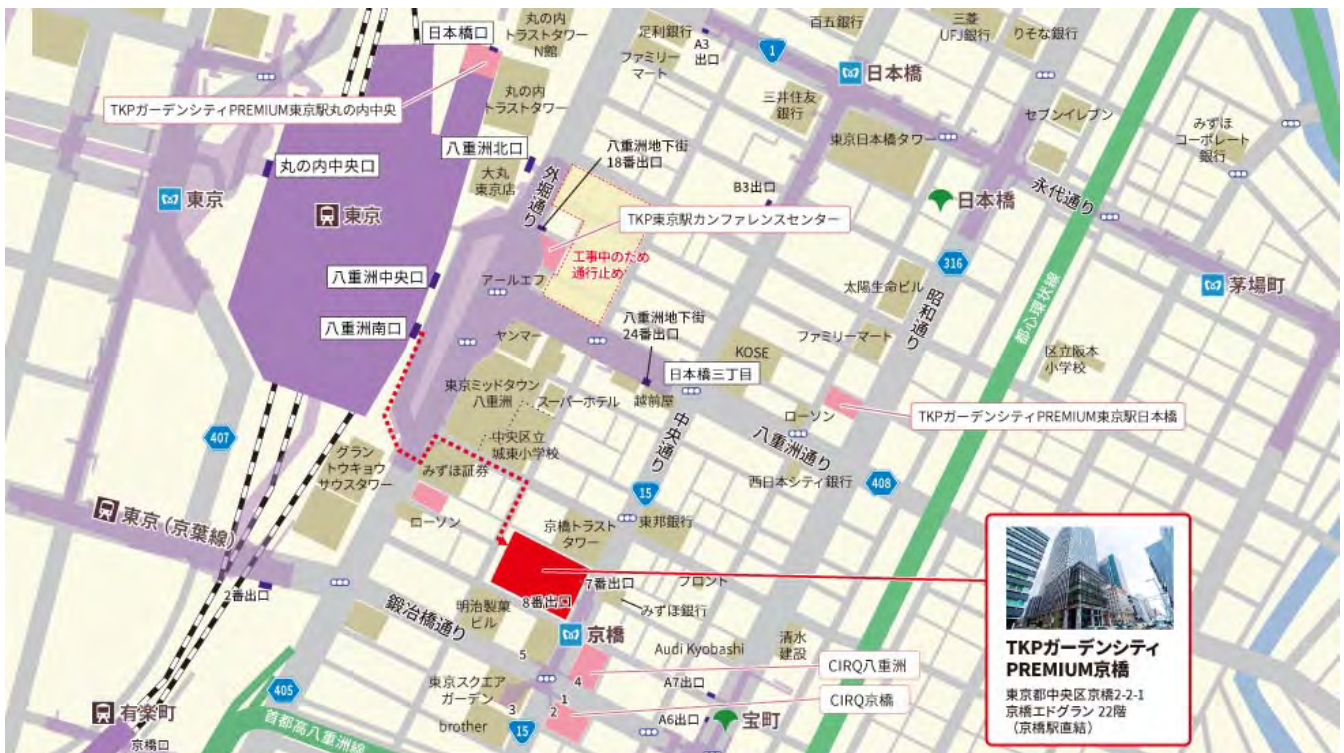 日本橋口
丸の内
トラストタワー
N館
足利銀行
ファミリー
マート
A3
出口
1
百五銀行
三菱
UFJ銀行
りそな銀行
日本橋
TKPガーデンシティPREMIUM東京駅丸の内中央
丸の内
トラストタワー
三井住友
銀行
東京日本橋タワー
セブンイレブン
みずほ
コーポレート
銀行
八重洲北口
八重洲地下街
18番出口
丸の内中央口
大丸
東京店
外堀通り
B3出口
永代通り
東京
東京
日本橋
TKP東京駅カンファレンスセンター
工事中のため
通行止め
316
八重洲中央口
アールエフ
太陽生命ビル
昭和通り
都心環状線
茅場町
八重洲南口
八重洲地下街
24番出口
ヤンマー
KOSE
ファミリーマート
区立阪本
小学校
日本橋三丁目
東京ミッドタウン
八重洲
スーパーホテル
越前屋
ローソン
TKPガーデンシティPREMIUM東京駅日本橋
中央通り
八重洲通り
407
グラン
トウキョウ
サウスタワー
中央区立
城東小学校
みずほ証券
西日本シティ銀行
408
15
東京(京葉線)
ローソン
京橋トラスト
タワー
東邦銀行
2番出口
7番出口
フロント
8番出口
みずほ銀行
鍛冶橋通り
明治製菓
ビル
京橋
Audi Kyobashi
清水
建設
TKPガーデンシティ
PREMIUM京橋
東京都中央区京橋2-2-1
京橋エドグラン 22階
(京橋駅直結)
5
4
CIRQ八重洲
405
東京スクエア
ガーデン
A7出口
1
3
2
CIRQ京橋
有楽町
首都高八重洲線
brother
15
A6出口
宝町
京橋口